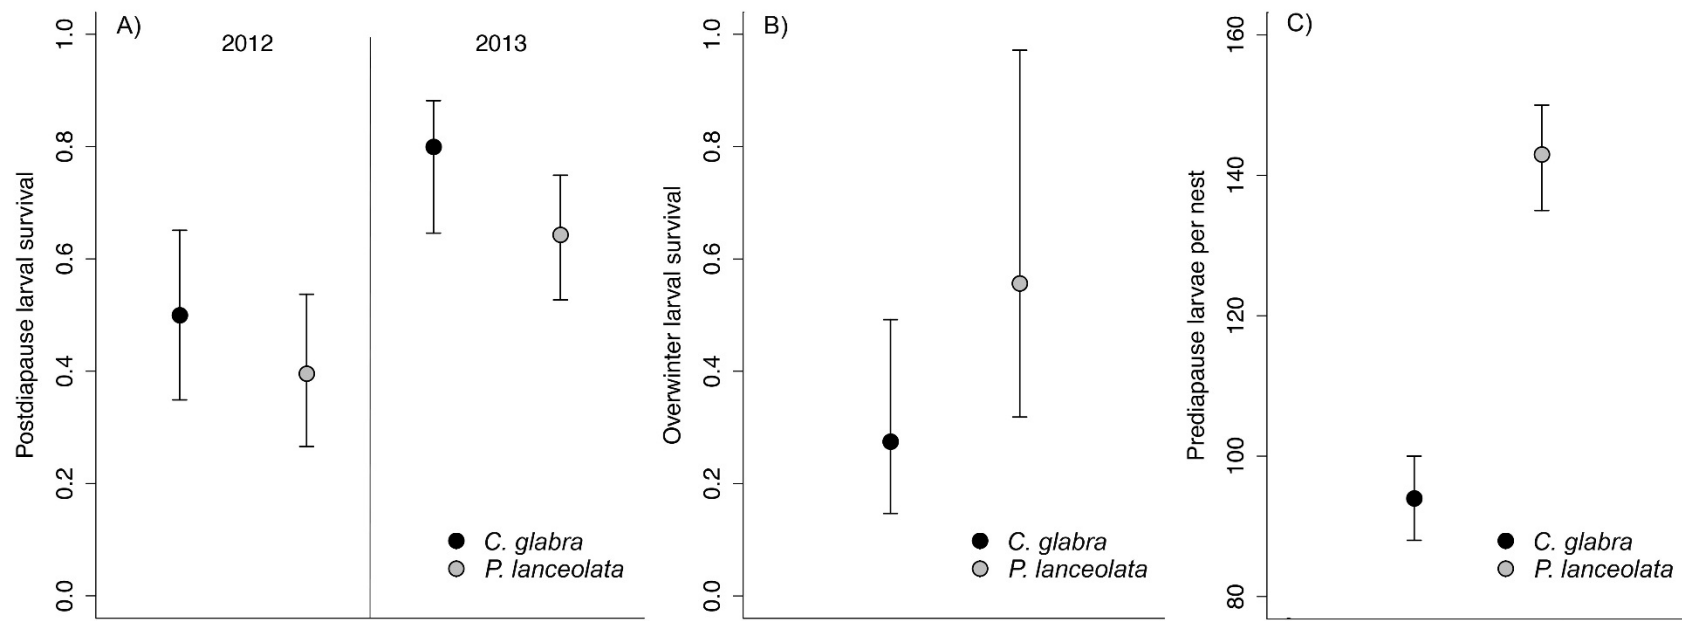 A)
2012
2013
Postdiapause larval survival
1.0
0.8
0.6
0.4
0.2
0.0
C. glabra
P. lanceolata
B)
Overwinter larval survival
1.0
0.8
0.6
0.4
0.2
0.0
C. glabra
P. lanceolata
C)
Prediapause larvae per nest
160
140
120
100
80
C. glabra
P. lanceolata